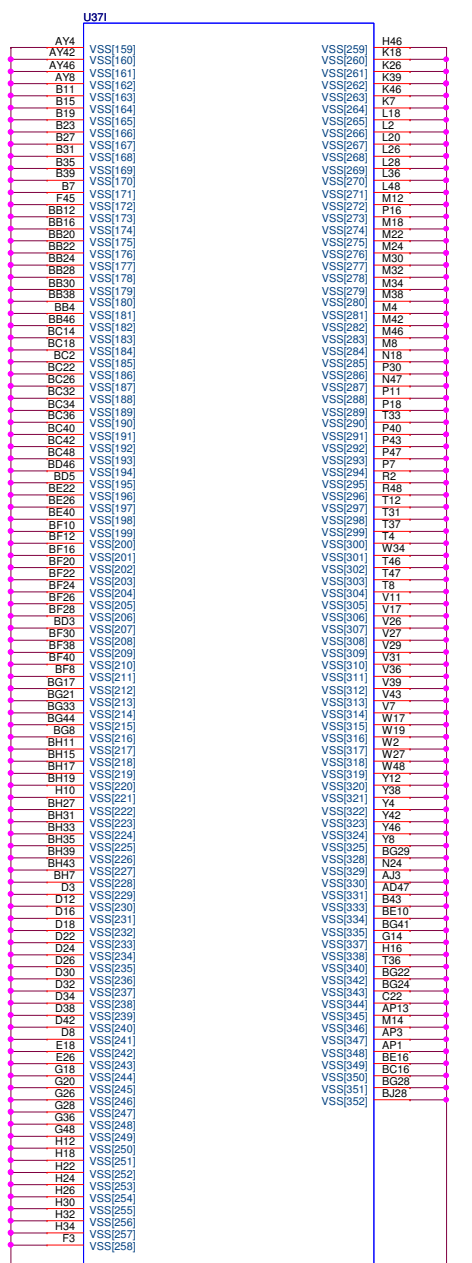 U37I
AY4 VSS[159]
AY42 VSS[160]
AY46 VSS[161]
AY8 VSS[162]
B11 VSS[163]
B15 VSS[164]
B19 VSS[165]
B23 VSS[166]
B27 VSS[167]
B31 VSS[168]
B35 VSS[169]
B39 VSS[170]
B7 VSS[171]
F45 VSS[172]
BB12 VSS[173]
BB16 VSS[174]
BB20 VSS[175]
BB22 VSS[176]
BB24 VSS[177]
BB28 VSS[178]
BB30 VSS[179]
BB38 VSS[180]
BB4 VSS[181]
BB46 VSS[182]
BC14 VSS[183]
BC18 VSS[184]
BC2 VSS[185]
BC22 VSS[186]
BC26 VSS[187]
BC32 VSS[188]
BC34 VSS[189]
BC36 VSS[190]
BC40 VSS[191]
BC42 VSS[192]
BC48 VSS[193]
BD46 VSS[194]
BD5 VSS[195]
BE22 VSS[196]
BE26 VSS[197]
BE40 VSS[198]
BF10 VSS[199]
BF12 VSS[200]
BF16 VSS[201]
BF20 VSS[202]
BF22 VSS[203]
BF24 VSS[204]
BF26 VSS[205]
BF28 VSS[206]
BD3 VSS[207]
BF30 VSS[208]
BF38 VSS[209]
BF40 VSS[210]
BF8 VSS[211]
BG17 VSS[212]
BG21 VSS[213]
BG33 VSS[214]
BG44 VSS[215]
BG8 VSS[216]
BH11 VSS[217]
BH15 VSS[218]
BH17 VSS[219]
BH19 VSS[220]
H10 VSS[221]
BH27 VSS[222]
BH31 VSS[223]
BH33 VSS[224]
BH35 VSS[225]
BH39 VSS[226]
BH43 VSS[227]
BH7 VSS[228]
D3 VSS[229]
D12 VSS[230]
D16 VSS[231]
D18 VSS[232]
D22 VSS[233]
D24 VSS[234]
D26 VSS[235]
D30 VSS[236]
D32 VSS[237]
D34 VSS[238]
D38 VSS[239]
D42 VSS[240]
D8 VSS[241]
E18 VSS[242]
E26 VSS[243]
G18 VSS[244]
G20 VSS[245]
G26 VSS[246]
G28 VSS[247]
G36 VSS[248]
G48 VSS[249]
H12 VSS[250]
H18 VSS[251]
H22 VSS[252]
H24 VSS[253]
H26 VSS[254]
H30 VSS[255]
H32 VSS[256]
H34 VSS[257]
F3 VSS[258]
VSS[259] H46
VSS[260] K18
VSS[261] K26
VSS[262] K39
VSS[263] K46
VSS[264] K7
VSS[265] L18
VSS[266] L2
VSS[267] L20
VSS[268] L26
VSS[269] L28
VSS[270] L36
VSS[271] L48
VSS[272] M12
VSS[273] P16
VSS[274] M18
VSS[275] M22
VSS[276] M24
VSS[277] M30
VSS[278] M32
VSS[279] M34
VSS[280] M38
VSS[281] M4
VSS[282] M42
VSS[283] M46
VSS[284] M8
VSS[285] N18
VSS[286] P30
VSS[287] N47
VSS[288] P11
VSS[289] P18
VSS[290] T33
VSS[291] P40
VSS[292] P43
VSS[293] P47
VSS[294] P7
VSS[295] R2
VSS[296] R48
VSS[297] T12
VSS[298] T31
VSS[299] T37
VSS[300] T4
VSS[301] W34
VSS[302] T46
VSS[303] T47
VSS[304] T8
VSS[305] V11
VSS[306] V17
VSS[307] V26
VSS[308] V27
VSS[309] V29
VSS[310] V31
VSS[311] V36
VSS[312] V39
VSS[313] V43
VSS[314] V7
VSS[315] W17
VSS[316] W19
VSS[317] W2
VSS[318] W27
VSS[319] W48
VSS[320] Y12
VSS[321] Y38
VSS[322] Y4
VSS[323] Y42
VSS[324] Y46
VSS[325] Y8
VSS[328] BG29
VSS[329] N24
VSS[330] AJ3
VSS[331] AD47
VSS[333] B43
VSS[334] BE10
VSS[335] BG41
VSS[337] G14
VSS[338] H16
VSS[340] T36
VSS[342] BG22
VSS[343] BG24
VSS[344] C22
VSS[345] AP13
VSS[346] M14
VSS[347] AP3
VSS[348] AP1
VSS[349] BE16
VSS[350] BC16
VSS[351] BG28
VSS[352] BJ28